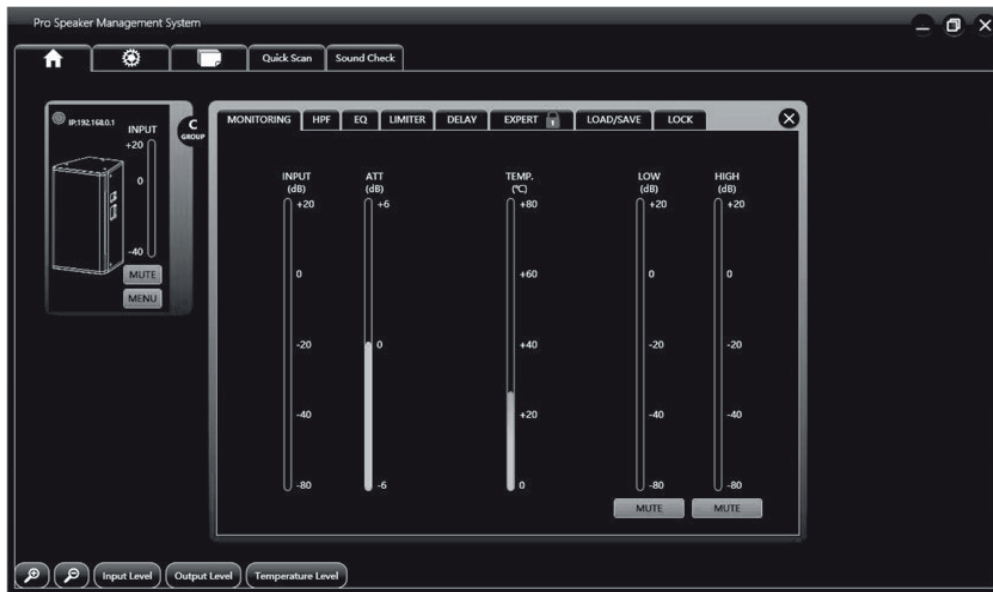 Pro Speaker Management System
Quick Scan
Sound Check
IP:192.168.0.1
INPUT
+20
0
-40
MUTE
MENU
C
GROUP
MONITORING
HPF
EQ
LIMITER
DELAY
EXPERT
LOAD/SAVE
LOCK
INPUT
(dB)
+20
0
-20
-40
-80
ATT
(dB)
+6
0
-6
TEMP.
(℃)
+80
+60
+40
+20
0
LOW
(dB)
+20
0
-20
-40
-80
MUTE
HIGH
(dB)
+20
0
-20
-40
-80
MUTE
Input Level
Output Level
Temperature Level